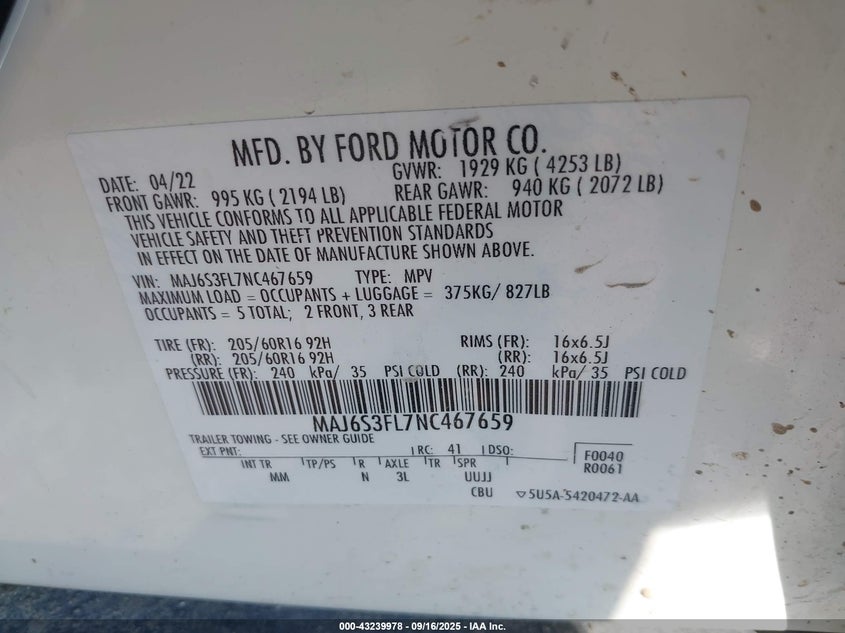 MFD. BY FORD MOTOR CO.
DATE: 04/22 GVWR: 1929 KG ( 4253 LB)
FRONT GAWR: 995 KG ( 2194 LB) REAR GAWR: 940 KG ( 2072 LB)
THIS VEHICLE CONFORMS TO ALL APPLICABLE FEDERAL MOTOR
VEHICLE SAFETY AND THEFT PREVENTION STANDARDS
IN EFFECT ON THE DATE OF MANUFACTURE SHOWN ABOVE.
VIN: MAJ6S3FL7NC467659 TYPE: MPV
MAXIMUM LOAD = OCCUPANTS + LUGGAGE = 375KG/ 827LB
OCCUPANTS = 5 TOTAL; 2 FRONT, 3 REAR
TIRE (FR): 205/60R16 92H RIMS (FR): 16x6.5J
(RR): 205/60R16 92H (RR): 16x6.5J
PRESSURE (FR): 240 kPa/ 35 PSI COLD (RR): 240 kPa/ 35 PSI COLD
MAJ6S3FL7NC467659
TRAILER TOWING - SEE OWNER GUIDE
EXT PNT: RC: 41 DSO: F0040
R0061
INT TR TP/PS R AXLE TR SPR
MM N 3L UUJJ
CBU 5U5A-5420472-AA
000-43239978 - 09/16/2025 - IAA Inc.